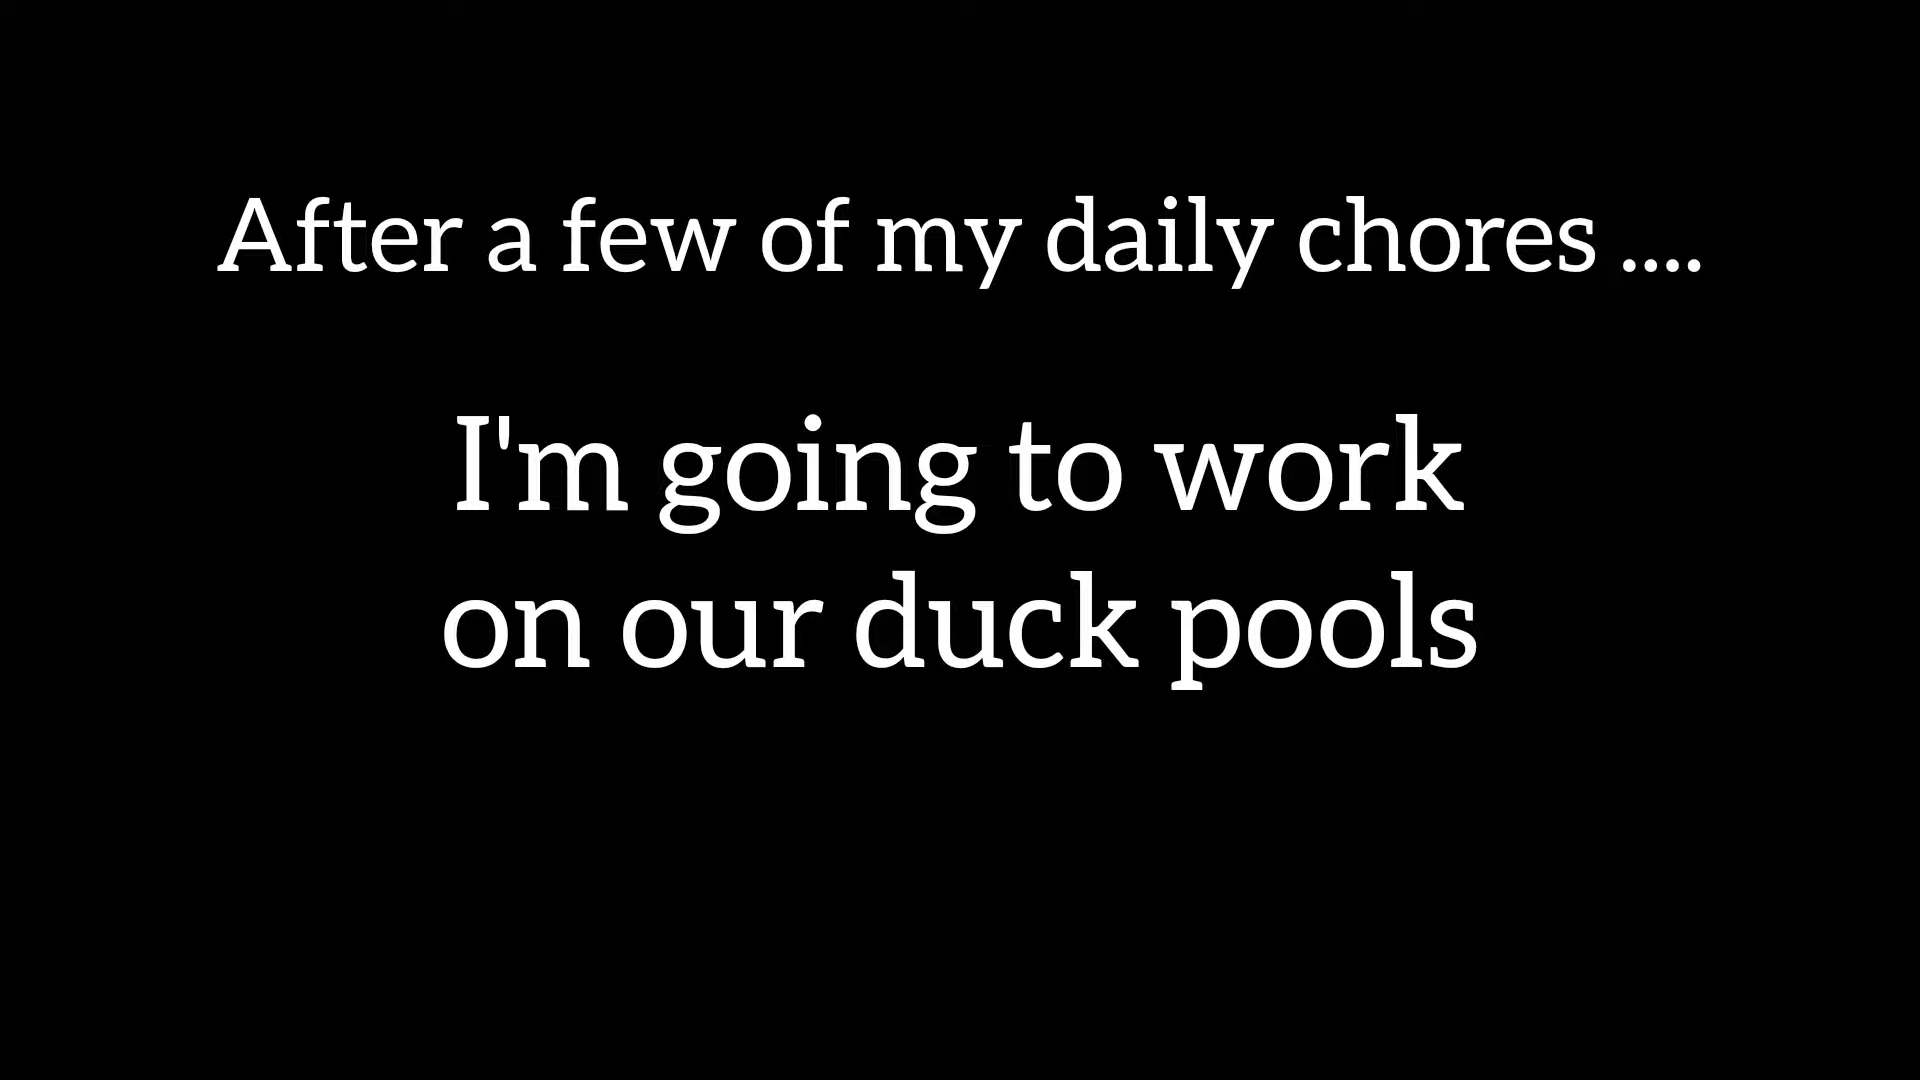 After a few of my daily chores ....
I'm going to work
on our duck pools